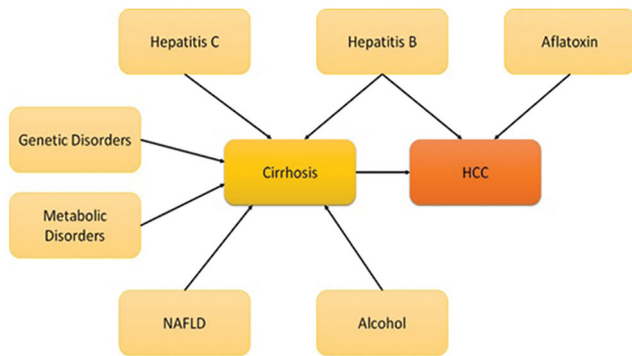 Hepatitis C
Hepatitis B
Aflatoxin
Genetic Disorders
Cirrhosis
HCC
Metabolic
Disorders
NAFLD
Alcohol